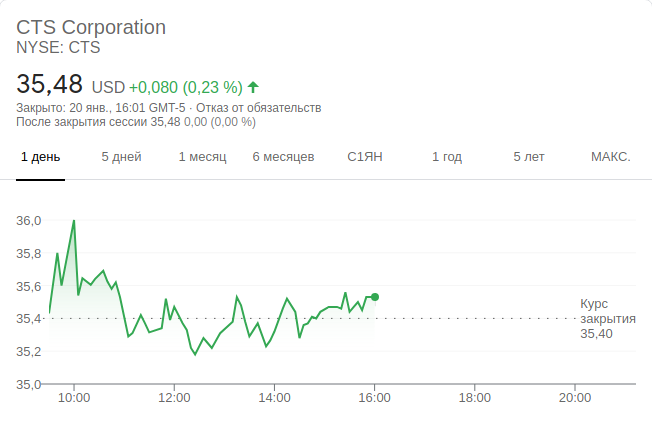 CTS Corporation
NYSE: CTS
35,48 USD +0,080 (0,23 %)
Закрыто: 20 янв., 16:01 GMT-5 · Отказ от обязательств
После закрытия сессии 35,48 0,00 (0,00 %)
1 день 5 дней 1 месяц 6 месяцев С1ЯН 1 год 5 лет МАКС.
36,0
35,8
35,6
35,4
35,2
35,0
Курс
закрытия
35,40
10:00 12:00 14:00 16:00 18:00 20:00